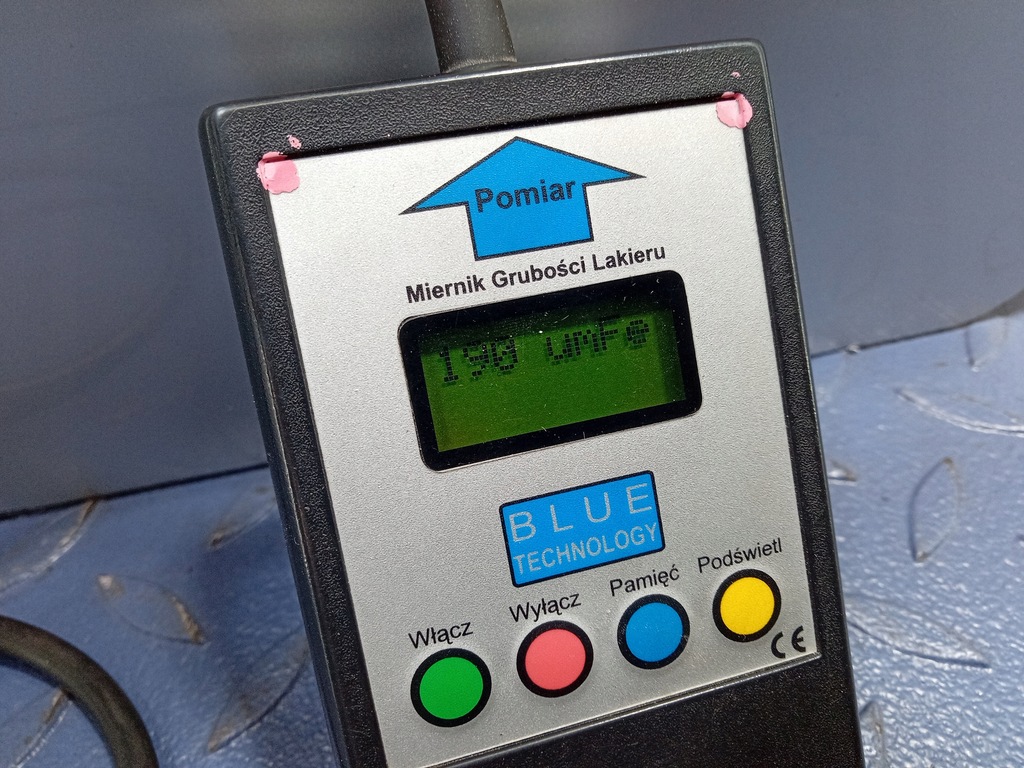 Pomiar
Miernik Grubości Lakieru
190 umFe
BLUE
TECHNOLOGY
Włącz
Wyłącz
Pamięć
Podświetl
CE